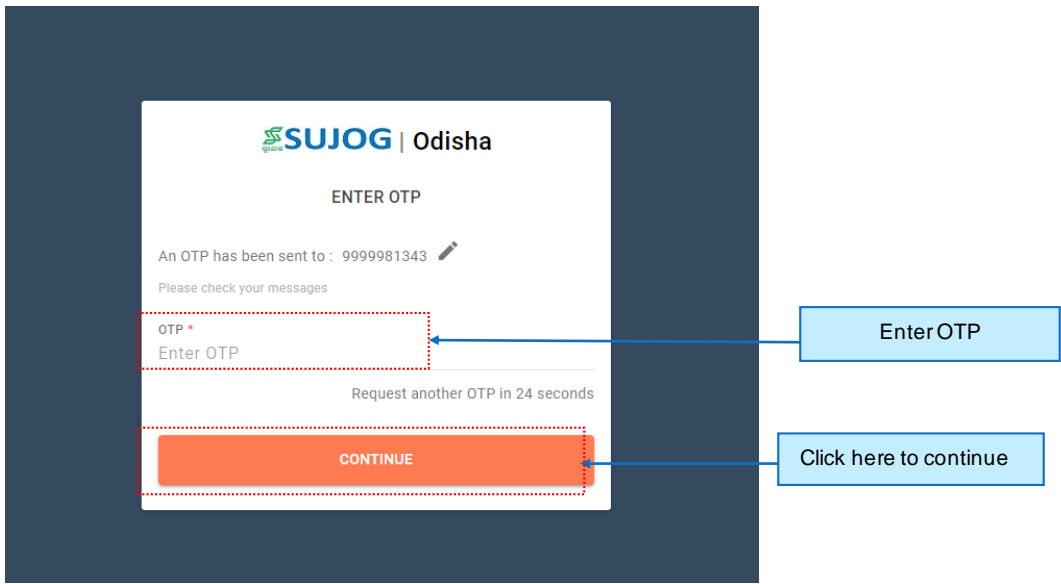 SUJOG | Odisha
ENTER OTP
An OTP has been sent to : 9999981343
Please check your messages
OTP *
Enter OTP
Enter OTP
Request another OTP in 24 seconds
CONTINUE
Click here to continue